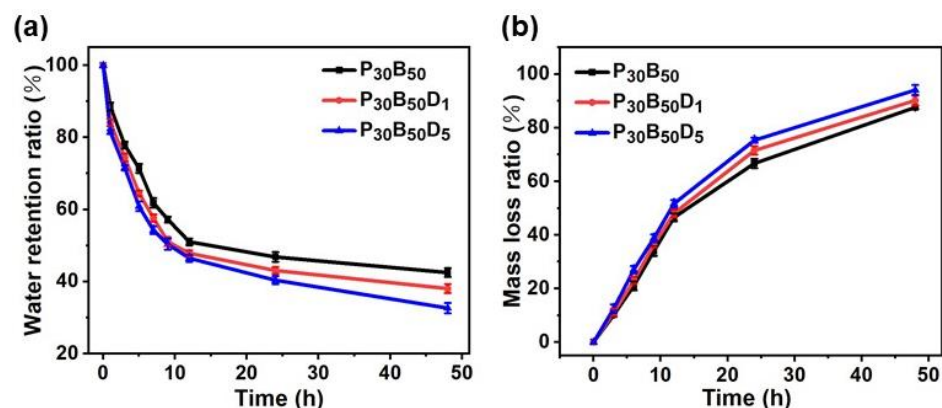 (a)
Water retention ratio (%)
100
80
60
40
20
P₃₀B₅₀
P₃₀B₅₀D₁
P₃₀B₅₀D₅
0 10 20 30 40 50
Time (h)
(b)
Mass loss ratio (%)
100
80
60
40
20
0
P₃₀B₅₀
P₃₀B₅₀D₁
P₃₀B₅₀D₅
0 10 20 30 40 50
Time (h)